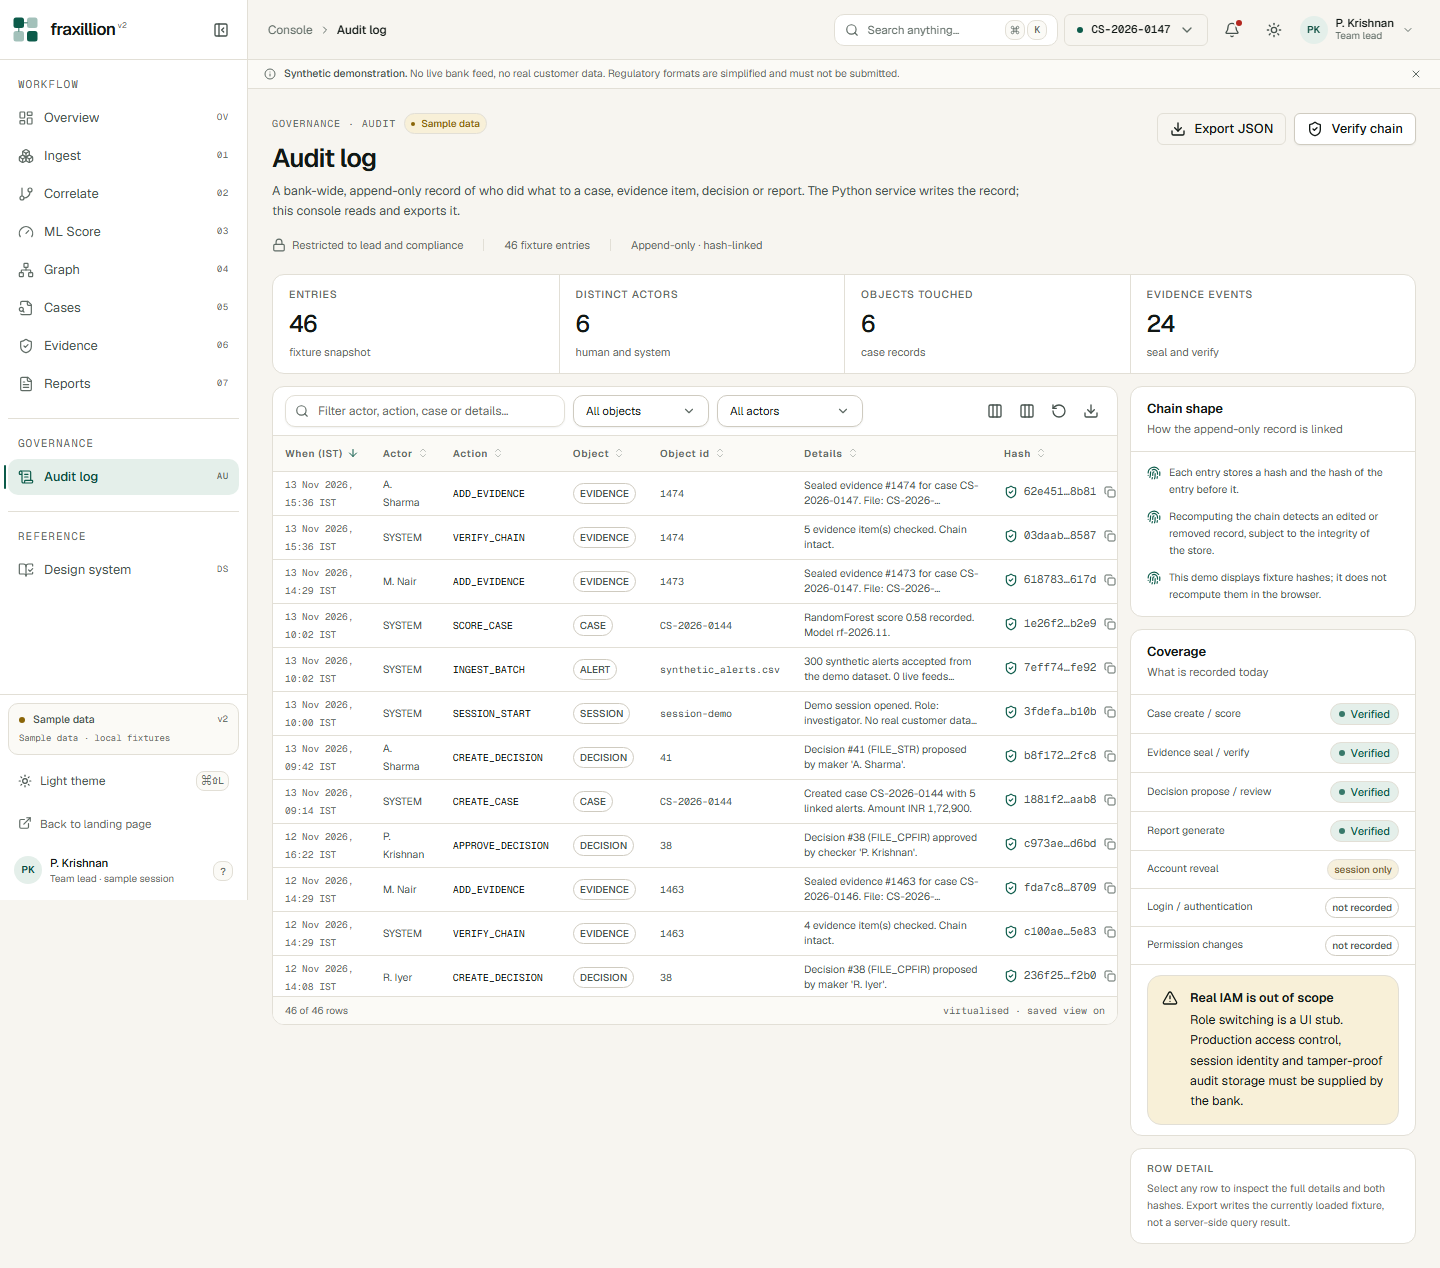 fraxillion v2
WORKFLOW
Overview OV
Ingest 01
Correlate 02
ML Score 03
Graph 04
Cases 05
Evidence 06
Reports 07
GOVERNANCE
Audit log AU
REFERENCE
Design system DS
Sample data v2
Sample data · local fixtures
Light theme ⌘⇧L
Back to landing page
PK P. Krishnan
Team lead · sample session ?
Console > Audit log
Search anything… ⌘ K
CS-2026-0147
PK P. Krishnan
Team lead
Synthetic demonstration. No live bank feed, no real customer data. Regulatory formats are simplified and must not be submitted.
GOVERNANCE · AUDIT Sample data
Audit log
A bank-wide, append-only record of who did what to a case, evidence item, decision or report. The Python service writes the record;
this console reads and exports it.
Export JSON Verify chain
Restricted to lead and compliance 46 fixture entries Append-only · hash-linked
ENTRIES
46
fixture snapshot
DISTINCT ACTORS
6
human and system
OBJECTS TOUCHED
6
case records
EVIDENCE EVENTS
24
seal and verify
Filter actor, action, case or details… All objects All actors
When (IST) Actor Action Object Object id Details Hash
13 Nov 2026, 15:36 IST A. Sharma ADD_EVIDENCE EVIDENCE 1474 Sealed evidence #1474 for case CS-2026-0147. File: CS-2026-… 62e451…8b81
13 Nov 2026, 15:36 IST SYSTEM VERIFY_CHAIN EVIDENCE 1474 5 evidence item(s) checked. Chain intact. 03daab…8587
13 Nov 2026, 14:29 IST M. Nair ADD_EVIDENCE EVIDENCE 1473 Sealed evidence #1473 for case CS-2026-0147. File: CS-2026-… 618783…617d
13 Nov 2026, 10:02 IST SYSTEM SCORE_CASE CASE CS-2026-0144 RandomForest score 0.58 recorded. Model rf-2026.11. 1e26f2…b2e9
13 Nov 2026, 10:02 IST SYSTEM INGEST_BATCH ALERT synthetic_alerts.csv 300 synthetic alerts accepted from the demo dataset. 0 live feeds… 7eff74…fe92
13 Nov 2026, 10:00 IST SYSTEM SESSION_START SESSION session-demo Demo session opened. Role: investigator. No real customer data… 3fdefa…b10b
13 Nov 2026, 09:42 IST A. Sharma CREATE_DECISION DECISION 41 Decision #41 (FILE_STR) proposed by maker 'A. Sharma'. b8f172…2fc8
13 Nov 2026, 09:14 IST SYSTEM CREATE_CASE CASE CS-2026-0144 Created case CS-2026-0144 with 5 linked alerts. Amount INR 1,72,900. 1881f2…aab8
12 Nov 2026, 16:22 IST P. Krishnan APPROVE_DECISION DECISION 38 Decision #38 (FILE_CPFIR) approved by checker 'P. Krishnan'. c973ae…d6bd
12 Nov 2026, 14:29 IST M. Nair ADD_EVIDENCE EVIDENCE 1463 Sealed evidence #1463 for case CS-2026-0146. File: CS-2026-… fda7c8…8709
12 Nov 2026, 14:29 IST SYSTEM VERIFY_CHAIN EVIDENCE 1463 4 evidence item(s) checked. Chain intact. c100ae…5e83
12 Nov 2026, 14:08 IST R. Iyer CREATE_DECISION DECISION 38 Decision #38 (FILE_CPFIR) proposed by maker 'R. Iyer'. 236f25…f2b0
46 of 46 rows virtualised · saved view on
Chain shape
How the append-only record is linked
Each entry stores a hash and the hash of the
entry before it.
Recomputing the chain detects an edited or
removed record, subject to the integrity of
the store.
This demo displays fixture hashes; it does not
recompute them in the browser.
Coverage
What is recorded today
Case create / score Verified
Evidence seal / verify Verified
Decision propose / review Verified
Report generate Verified
Account reveal session only
Login / authentication not recorded
Permission changes not recorded
Real IAM is out of scope
Role switching is a UI stub.
Production access control,
session identity and tamper-proof
audit storage must be supplied by
the bank.
ROW DETAIL
Select any row to inspect the full details and both
hashes. Export writes the currently loaded fixture,
not a server-side query result.